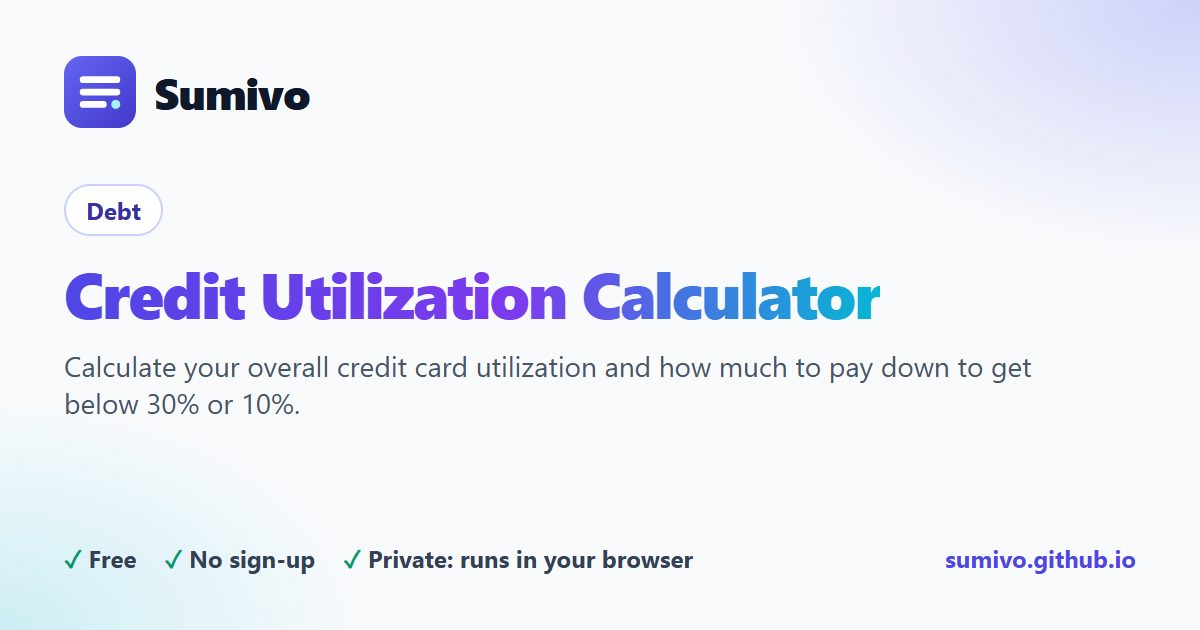 Sumivo
Debt
Credit Utilization Calculator
Calculate your overall credit card utilization and how much to pay down to get
below 30% or 10%.
✓ Free ✓ No sign-up ✓ Private: runs in your browser
sumivo.github.io